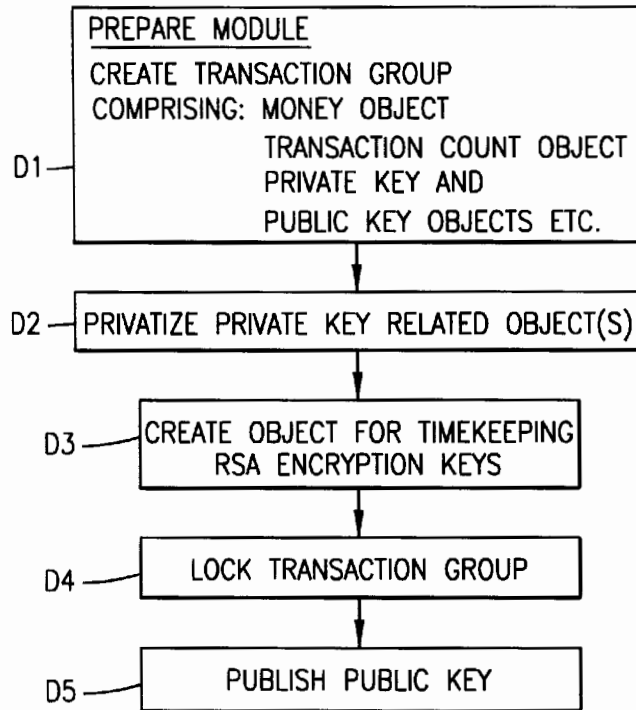 PREPARE MODULE
CREATE TRANSACTION GROUP
COMPRISING: MONEY OBJECT
TRANSACTION COUNT OBJECT
D1
PRIVATE KEY AND
PUBLIC KEY OBJECTS ETC.
D2
PRIVATIZE PRIVATE KEY RELATED OBJECT(S)
D3
CREATE OBJECT FOR TIMEKEEPING
RSA ENCRYPTION KEYS
D4
LOCK TRANSACTION GROUP
D5
PUBLISH PUBLIC KEY